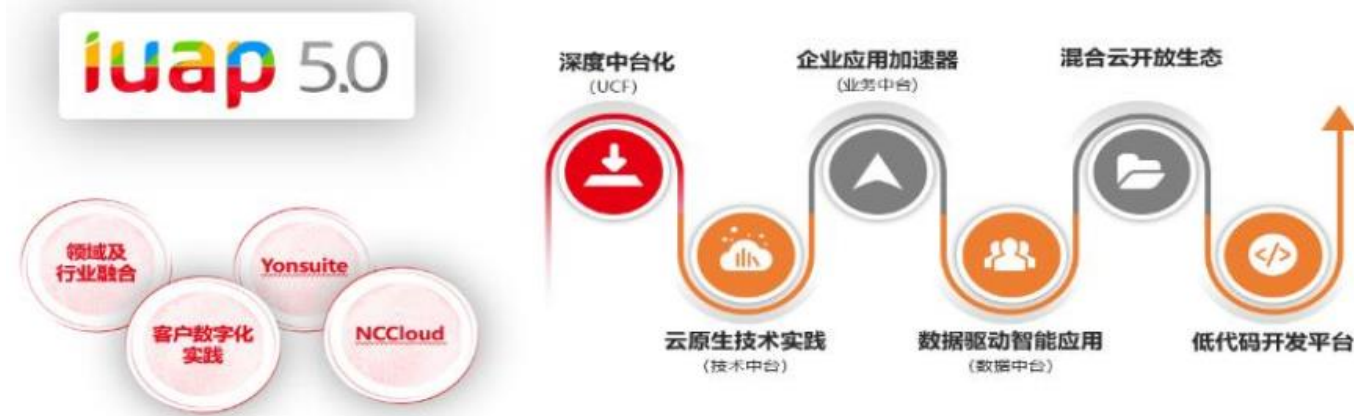 iuap 5.0
领域及
行业融合
Yonsuite
客户数字化
实践
NCCloud
深度中台化
(UCF)
企业应用加速器
(业务中台)
混合云开放生态
云原生技术实践
(技术中台)
数据驱动智能应用
(数据中台)
低代码开发平台